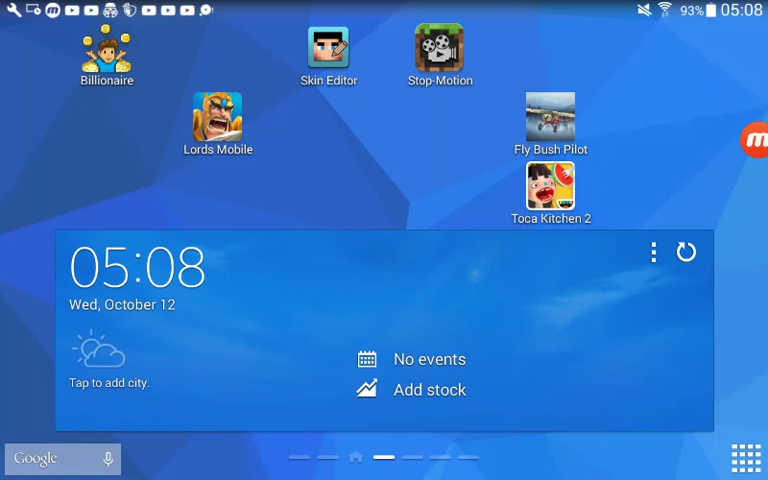 93% 05:08
Billionaire
Skin Editor
Stop-Motion
Lords Mobile
Fly Bush Pilot
Toca Kitchen 2
05:08
Wed, October 12
No events
Tap to add city.
Add stock
Google